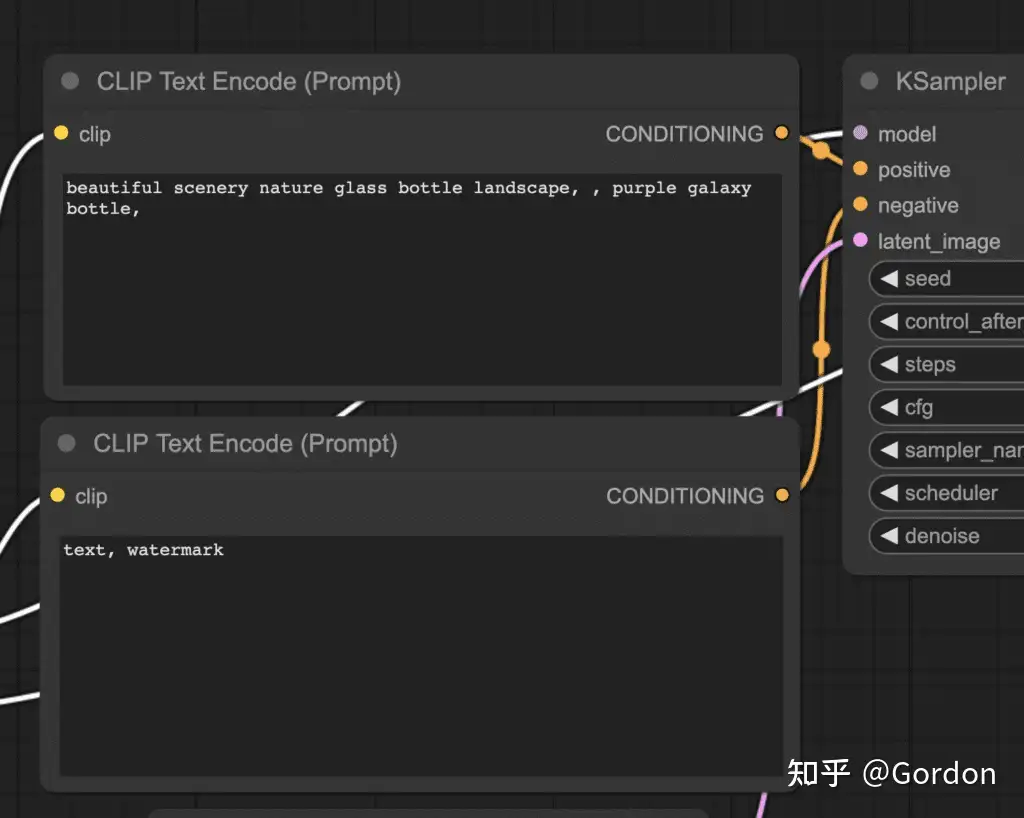 CLIP Text Encode (Prompt)
clip
CONDITIONING
beautiful scenery nature glass bottle landscape, , purple galaxy
bottle,
KSampler
model
positive
negative
latent_image
seed
control_after
steps
cfg
sampler_nar
scheduler
denoise
CLIP Text Encode (Prompt)
clip
CONDITIONING
text, watermark
知乎 @Gordon